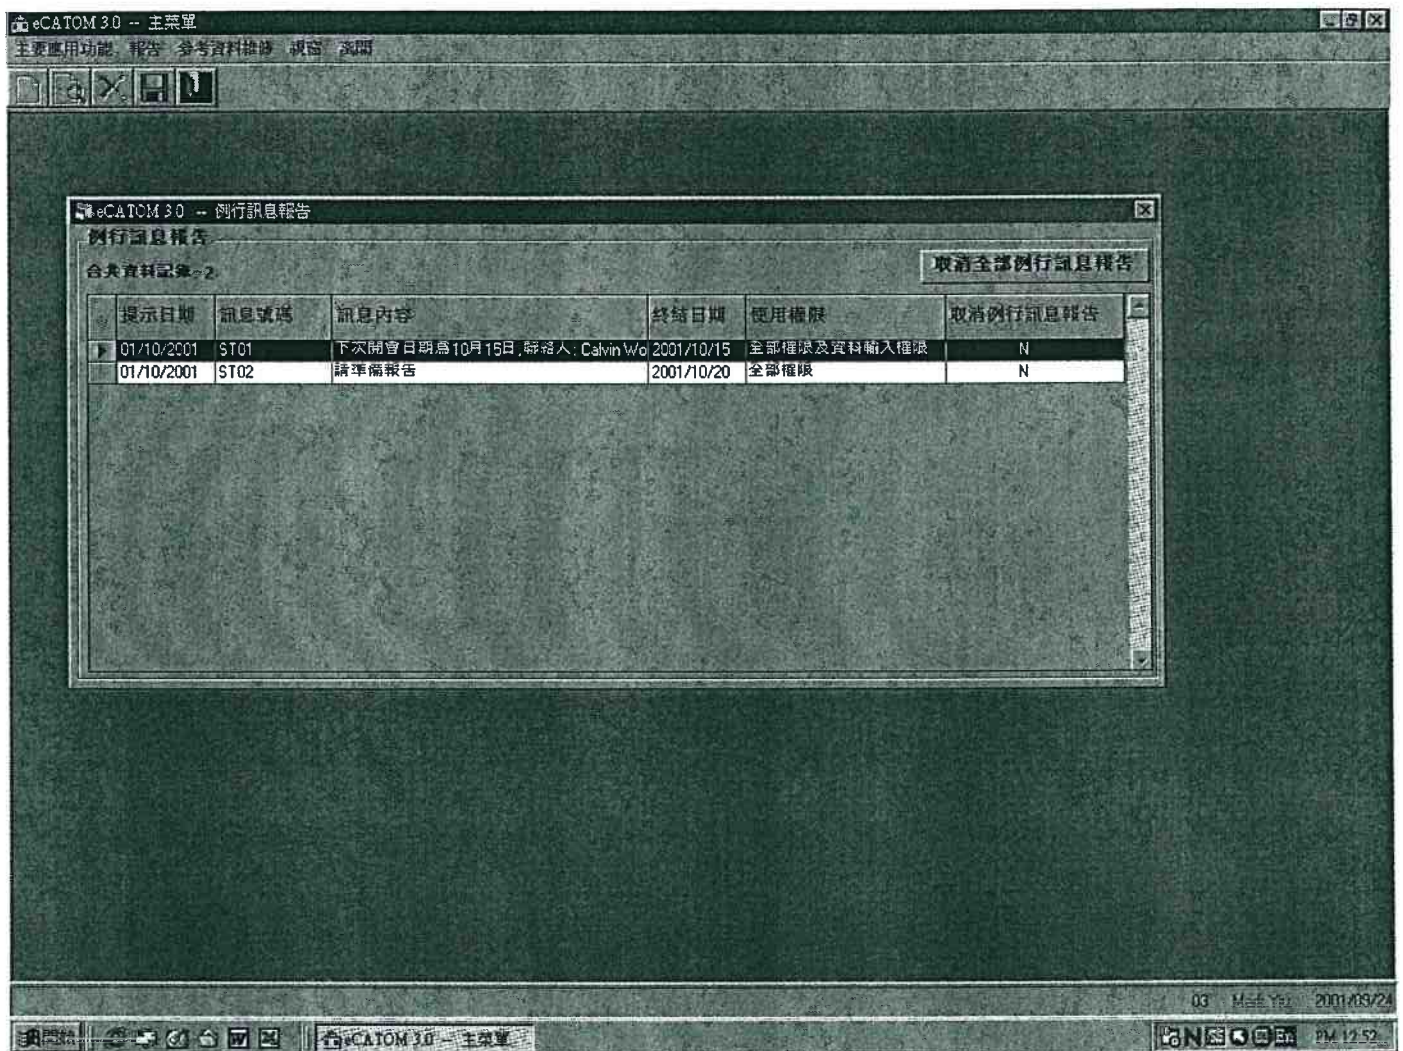 eCATOM 3.0 -- 主菜單
主要應用功能 報告 參考資料維修 視窗 離開
eCATOM 3.0 -- 例行訊息報告
例行訊息報告
合共資料記錄 = 2
取消全部例行訊息報告
提示日期 訊息號碼 訊息內容 終結日期 使用權限 取消例行訊息報告
01/10/2001 ST01 下次開會日期為10月15日,聯絡人: Calvin Wo 2001/10/15 全部權限及資料輸入權限 N
01/10/2001 ST02 請準備報告 2001/10/20 全部權限 N
03 2001/09/24
開始 eCATOM 3.0 -- 主菜單 En PM 12:52